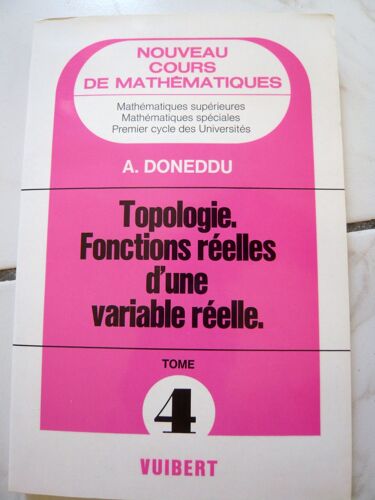 NOUVEAU
COURS
DE MATHÉMATIQUES
Mathématiques supérieures
Mathématiques spéciales
Premier cycle des Universités
A. DONEDDU
Topologie.
Fonctions réelles
d'une
variable réelle.
TOME
4
VUIBERT